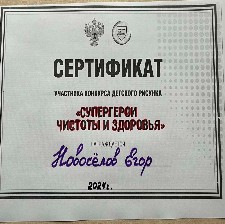 СЕРТИФИКАТ
УЧАСТНИКА КОНКУРСА ДЕТСКОГО РИСУНКА
«СУПЕРГЕРОИ
ЧИСТОТЫ И ЗДОРОВЬЯ»
Новосёлов Егор
2024г.